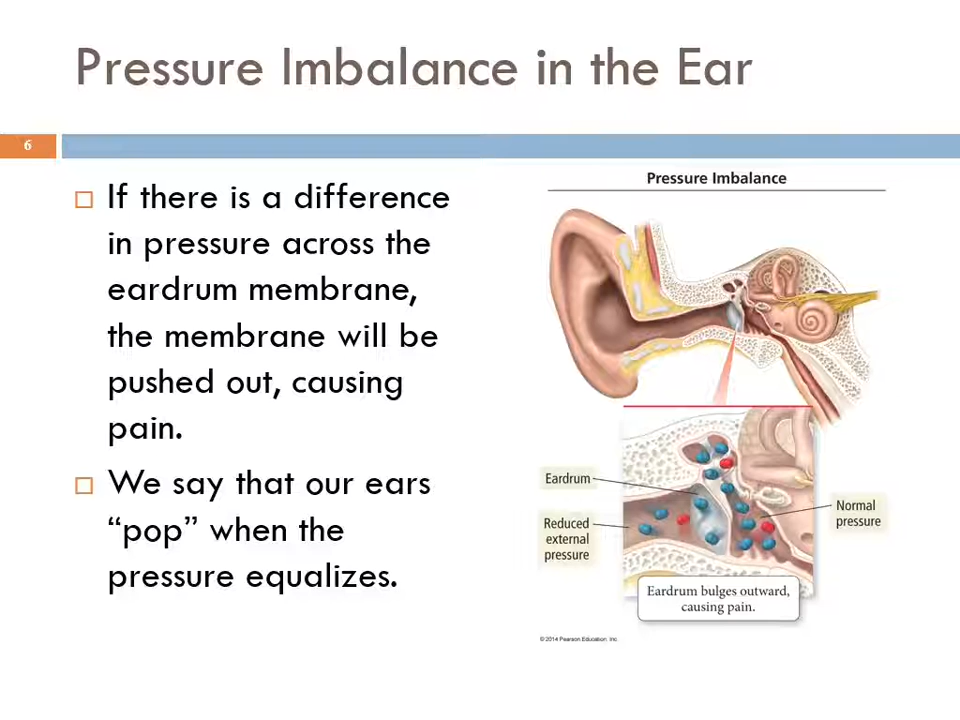 Pressure Imbalance in the Ear
6
If there is a difference
in pressure across the
eardrum membrane,
the membrane will be
pushed out, causing
pain.
We say that our ears
“pop” when the
pressure equalizes.
Pressure Imbalance
Eardrum
Reduced
external
pressure
Normal
pressure
Eardrum bulges outward,
causing pain.
© 2014 Pearson Education, Inc.